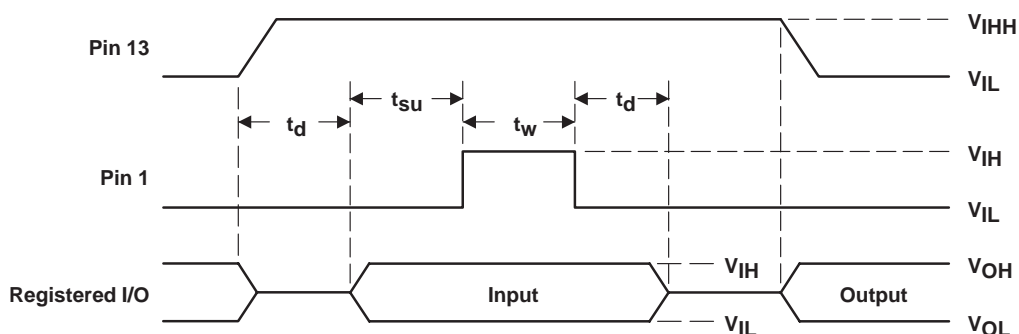 Pin 13
VIHH
VIL
tsu
td
td
tw
Pin 1
VIH
VIL
Registered I/O
Input
VIH
VIL
Output
VOH
VOL